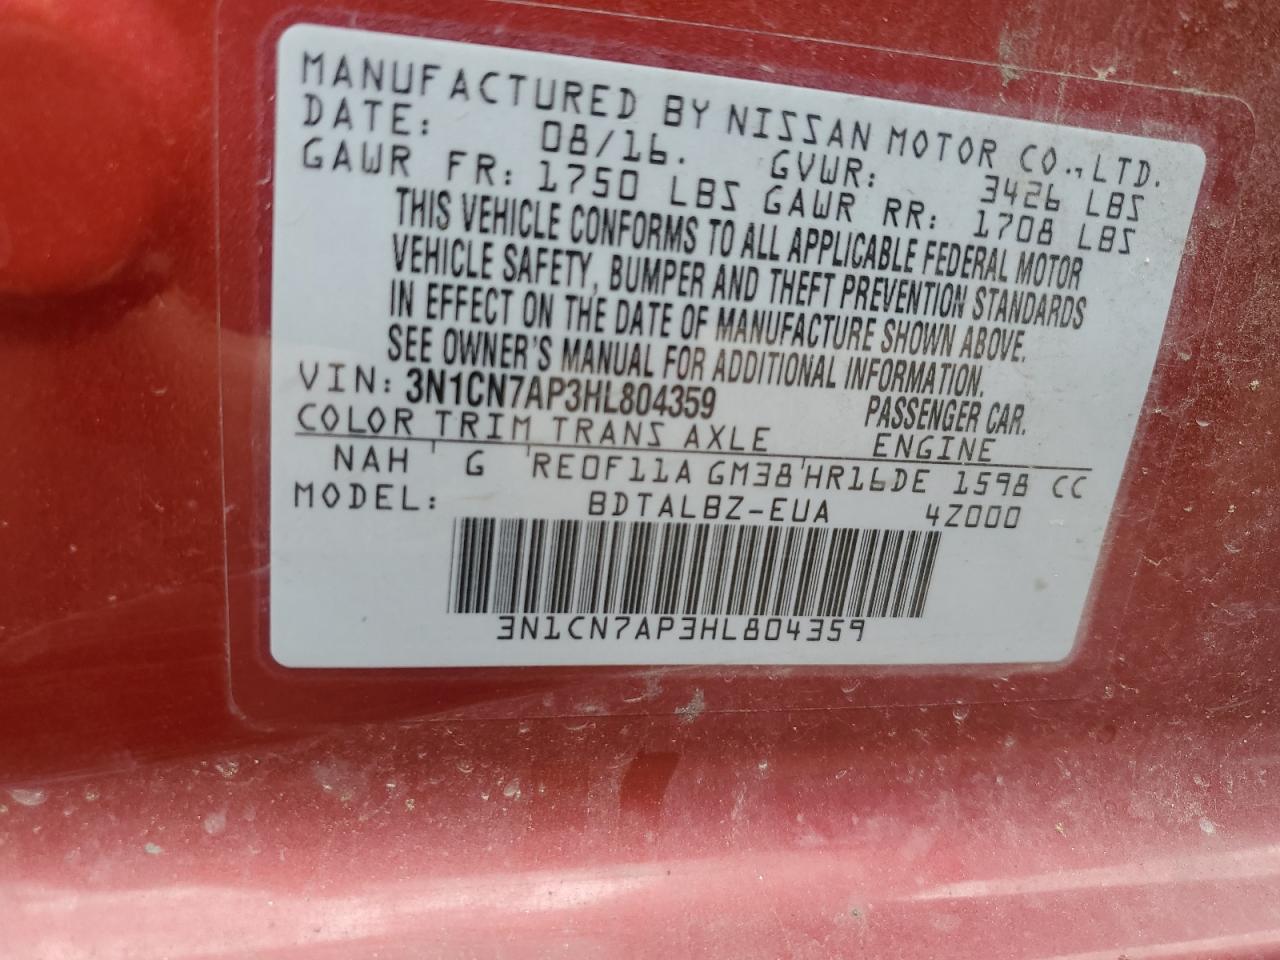 MANUFACTURED BY NISSAN MOTOR CO.,LTD.
DATE: 08/16. GVWR: 3426 LBS
GAWR FR: 1750 LBS GAWR RR: 1708 LBS
THIS VEHICLE CONFORMS TO ALL APPLICABLE FEDERAL MOTOR
VEHICLE SAFETY, BUMPER AND THEFT PREVENTION STANDARDS
IN EFFECT ON THE DATE OF MANUFACTURE SHOWN ABOVE.
SEE OWNER'S MANUAL FOR ADDITIONAL INFORMATION.
VIN: 3N1CN7AP3HL804359 PASSENGER CAR.
COLOR TRIM TRANS AXLE ENGINE
NAH G RE0F11A GM38 HR16DE 1598 CC
MODEL: BDTALBZ-EUA 4Z000
3N1CN7AP3HL804359